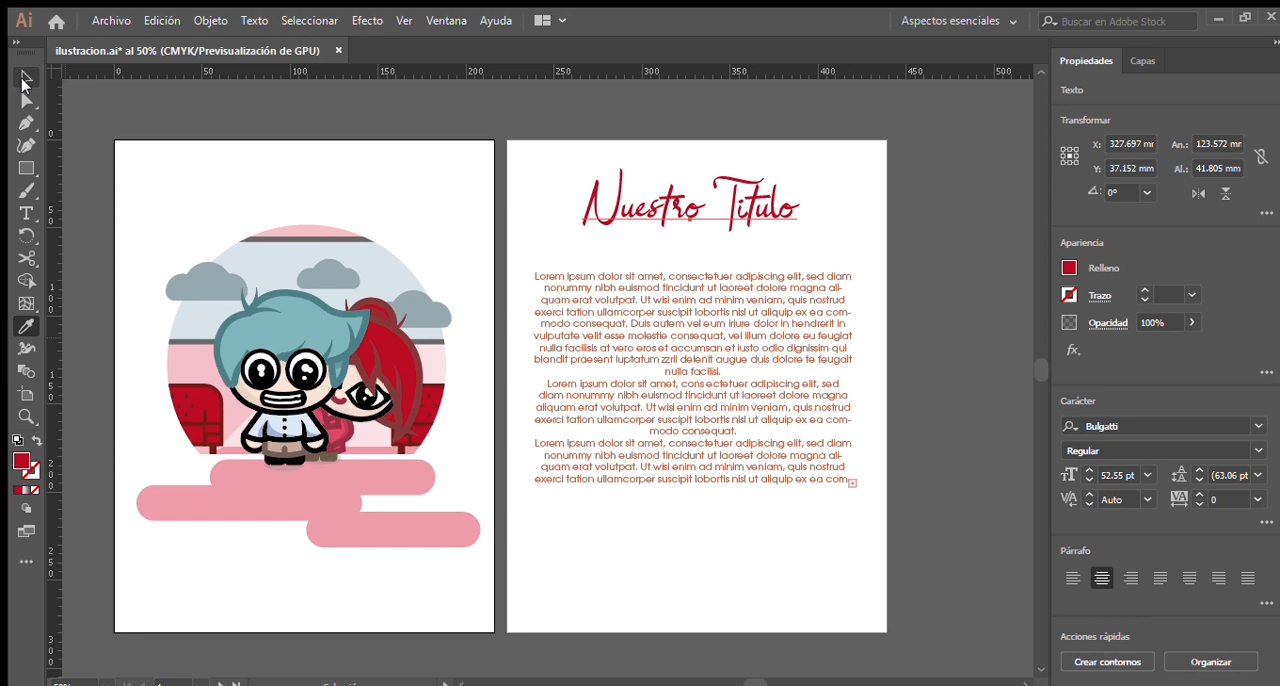 Ai Archivo Edición Objeto Texto Seleccionar Efecto Ver Ventana Ayuda Aspectos esenciales Buscar en Adobe Stock
ilustracion.ai* al 50% (CMYK/Previsualización de GPU) ×
0 50 100 150 200 250 300 350 400 450 500
Nuestro Titulo
Lorem ipsum dolor sit amet, consectetuer adipiscing elit, sed diam
nonummy nibh euismod tincidunt ut laoreet dolore magna ali-
quam erat volutpat. Ut wisi enim ad minim veniam, quis nostrud
exerci tation ullamcorper suscipit lobortis nisl ut aliquip ex ea com-
modo consequat. Duis autem vel eum iriure dolor in hendrerit in
vulputate velit esse molestie consequat, vel illum dolore eu feugiat
nulla facilisis at vero eros et accumsan et iusto odio dignissim qui
blandit praesent luptatum zzril delenit augue duis dolore te feugait
nulla facilisi.
Lorem ipsum dolor sit amet, cons ectetuer adipiscing elit, sed
diam nonummy nibh euismod tincidunt ut laoreet dolore magna
aliquam erat volutpat. Ut wisi enim ad minim veniam, quis nostrud
exerci tation ullamcorper suscipit lobortis nisl ut aliquip ex ea com-
modo consequat.
Lorem ipsum dolor sit amet, consectetuer adipiscing elit, sed diam
nonummy nibh euismod tincidunt ut laoreet dolore magna ali-
quam erat volutpat. Ut wisi enim ad minim veniam, quis nostrud
exerci tation ullamcorper suscipit lobortis nisl ut aliquip ex ea com
Propiedades Capas
Texto
Transformar
X: 327.697 mr An.: 123.572 mr
Y: 37.152 mm Al.: 41.805 mm
0°
Apariencia
Relleno
Trazo
Opacidad 100%
fx.
Carácter
Bulgatti
Regular
52.55 pt (63.06 pt
Auto 0
Párrafo
Acciones rápidas
Crear contornos Organizar